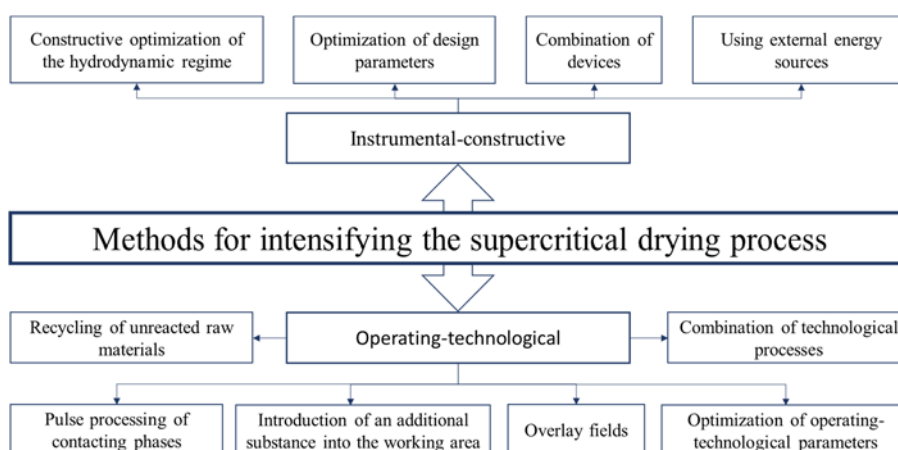 Constructive optimization of
the hydrodynamic regime
Optimization of design
parameters
Combination of
devices
Using external energy
sources
Instrumental-constructive
Methods for intensifying the supercritical drying process
Recycling of unreacted raw
materials
Operating-technological
Combination of technological
processes
Pulse processing of
contacting phases
Introduction of an additional
substance into the working area
Overlay fields
Optimization of operating-
technological parameters